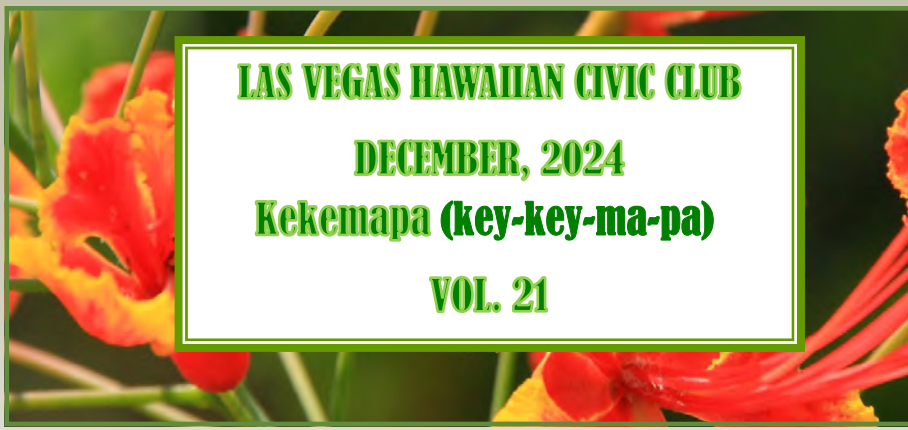 LAS VEGAS HAWAIIAN CIVIC CLUB
DECEMBER, 2024
Kekemapa (key-key-ma-pa)
VOL. 21